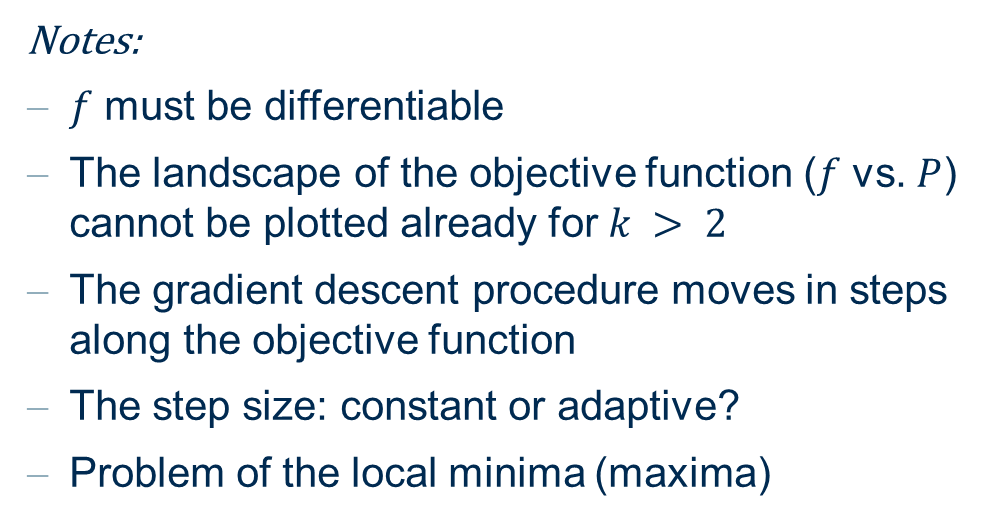 Notes:
– f must be differentiable
– The landscape of the objective function (f vs. P)
cannot be plotted already for k > 2
– The gradient descent procedure moves in steps
along the objective function
– The step size: constant or adaptive?
– Problem of the local minima (maxima)